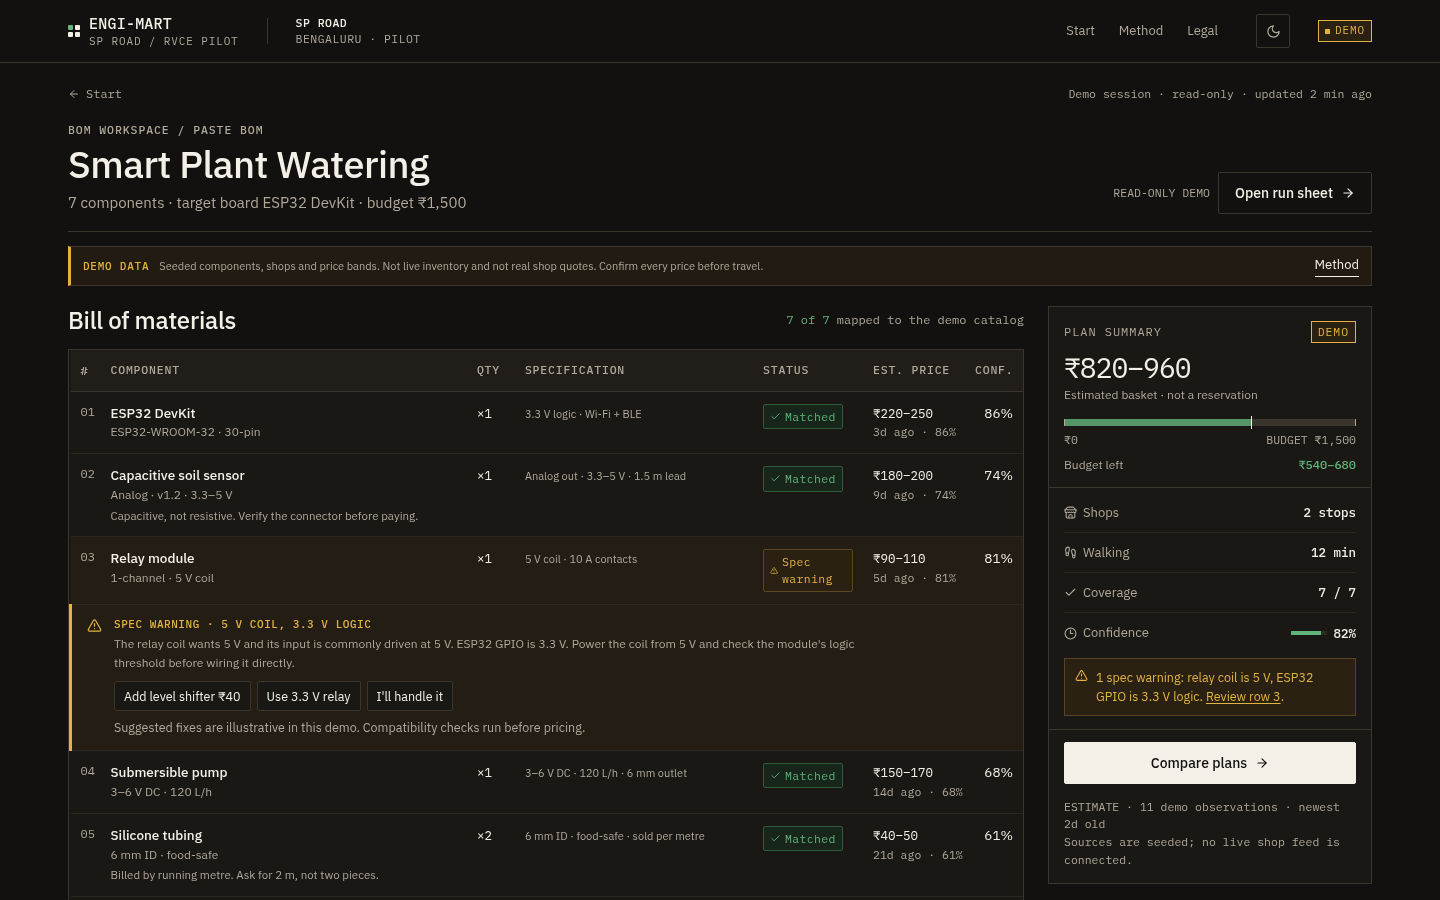 ENGI-MART
SP ROAD / RVCE PILOT
SP ROAD
BENGALURU · PILOT
Start
Method
Legal
DEMO
← Start
Demo session · read-only · updated 2 min ago
BOM WORKSPACE / PASTE BOM
Smart Plant Watering
7 components · target board ESP32 DevKit · budget ₹1,500
READ-ONLY DEMO
Open run sheet →
DEMO DATA Seeded components, shops and price bands. Not live inventory and not real shop quotes. Confirm every price before travel.
Method
Bill of materials
7 of 7 mapped to the demo catalog
# COMPONENT QTY SPECIFICATION STATUS EST. PRICE CONF.
01 ESP32 DevKit ×1 3.3 V logic · Wi-Fi + BLE Matched ₹220–250 86%
ESP32-WROOM-32 · 30-pin 3d ago · 86%
02 Capacitive soil sensor ×1 Analog out · 3.3–5 V · 1.5 m lead Matched ₹180–200 74%
Analog · v1.2 · 3.3–5 V 9d ago · 74%
Capacitive, not resistive. Verify the connector before paying.
03 Relay module ×1 5 V coil · 10 A contacts Spec warning ₹90–110 81%
1-channel · 5 V coil 5d ago · 81%
SPEC WARNING · 5 V COIL, 3.3 V LOGIC
The relay coil wants 5 V and its input is commonly driven at 5 V. ESP32 GPIO is 3.3 V. Power the coil from 5 V and check the module's logic
threshold before wiring it directly.
Add level shifter ₹40
Use 3.3 V relay
I'll handle it
Suggested fixes are illustrative in this demo. Compatibility checks run before pricing.
04 Submersible pump ×1 3–6 V DC · 120 L/h · 6 mm outlet Matched ₹150–170 68%
3–6 V DC · 120 L/h 14d ago · 68%
05 Silicone tubing ×2 6 mm ID · food-safe · sold per metre Matched ₹40–50 61%
6 mm ID · food-safe 21d ago · 61%
Billed by running metre. Ask for 2 m, not two pieces.
PLAN SUMMARY
DEMO
₹820–960
Estimated basket · not a reservation
₹0 BUDGET ₹1,500
Budget left ₹540–680
Shops 2 stops
Walking 12 min
Coverage 7 / 7
Confidence 82%
1 spec warning: relay coil is 5 V, ESP32
GPIO is 3.3 V logic. Review row 3.
Compare plans →
ESTIMATE · 11 demo observations · newest
2d old
Sources are seeded; no live shop feed is
connected.